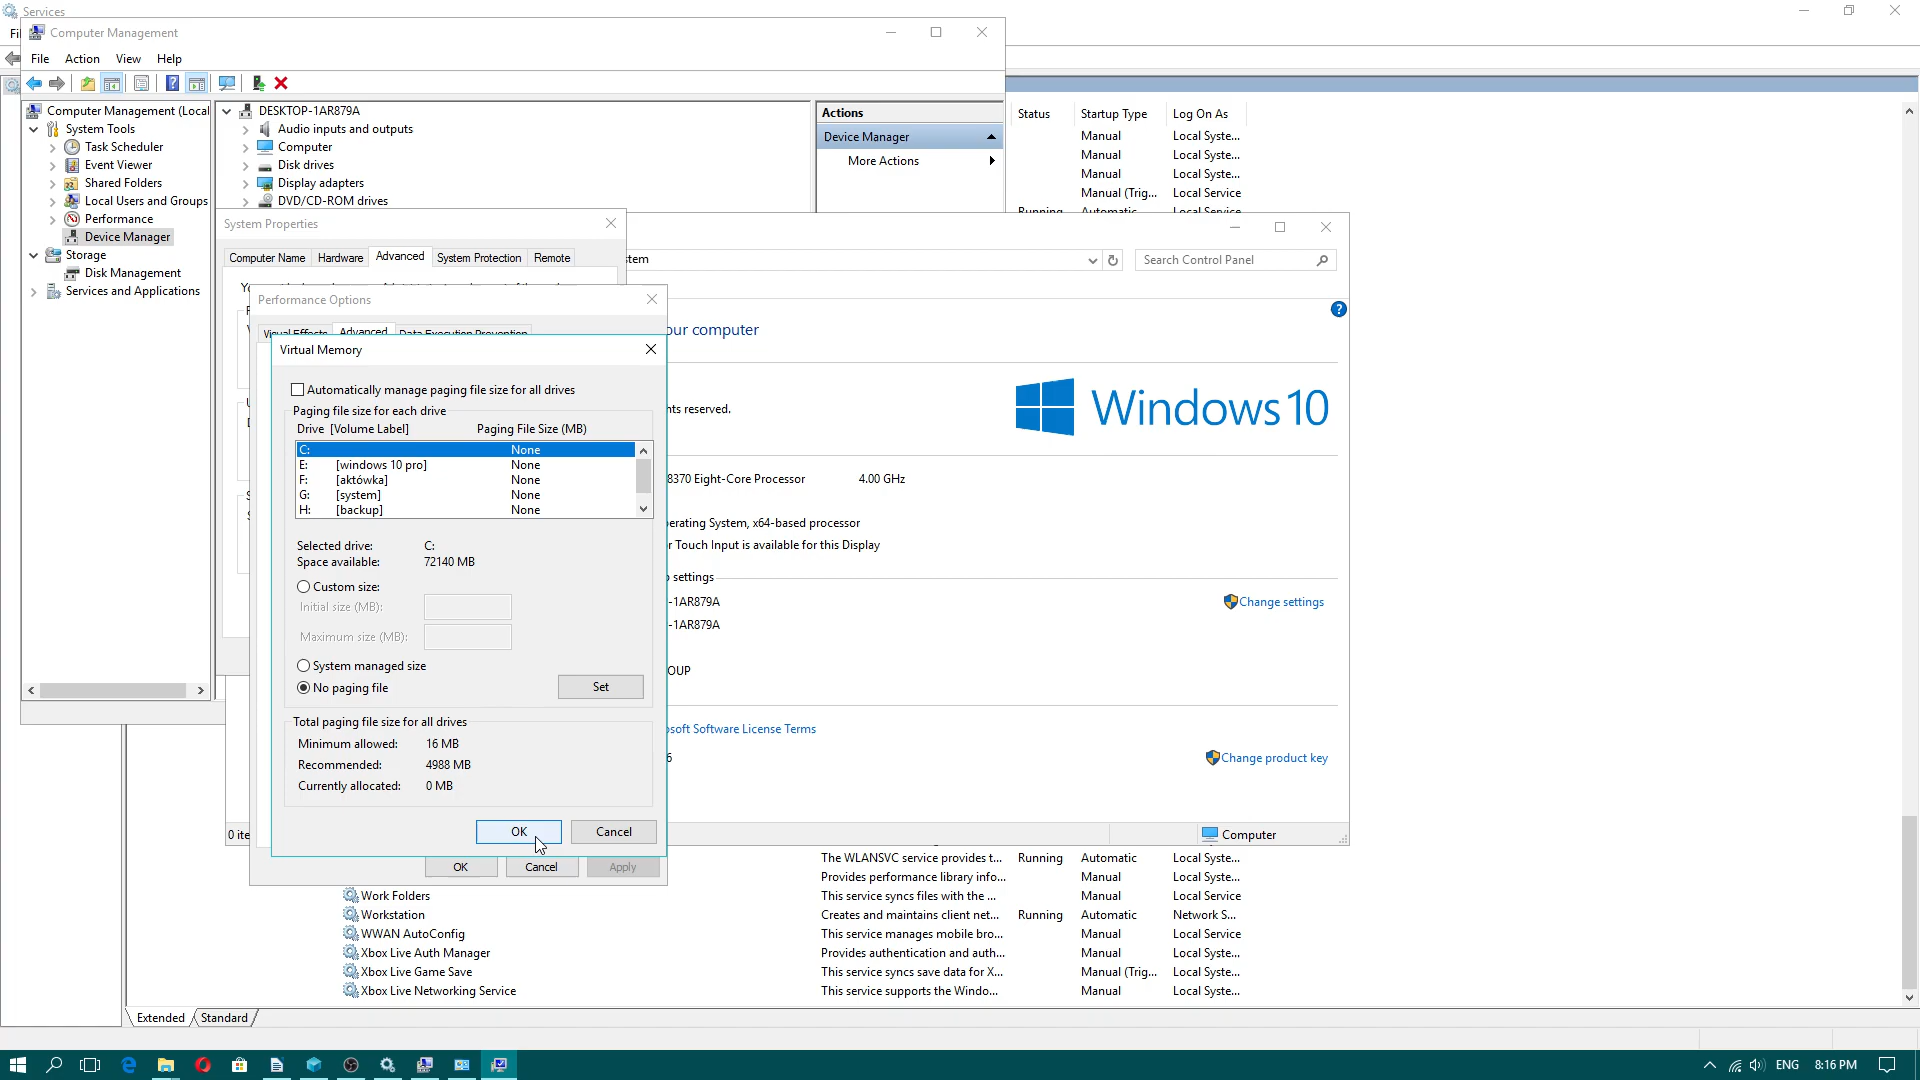 Services
Computer Management
File Action View Help
Computer Management (Local
System Tools
Task Scheduler
Event Viewer
Shared Folders
Local Users and Groups
Performance
Device Manager
Storage
Disk Management
Services and Applications
DESKTOP-1AR879A
Audio inputs and outputs
Computer
Disk drives
Display adapters
DVD/CD-ROM drives
Actions
Device Manager
More Actions
Status Startup Type Log On As
Manual Local Syste...
Manual Local Syste...
Manual Local Syste...
Manual (Trig... Local Service
Running Automatic Local Service
System Properties
Computer Name Hardware Advanced System Protection Remote
Performance Options
Visual Effects Advanced Data Execution Prevention
Virtual Memory
Automatically manage paging file size for all drives
Paging file size for each drive
Drive [Volume Label] Paging File Size (MB)
C: None
E: [windows 10 pro] None
F: [aktówka] None
G: [system] None
H: [backup] None
Selected drive: C:
Space available: 72140 MB
Custom size:
Initial size (MB):
Maximum size (MB):
System managed size
No paging file
Set
Total paging file size for all drives
Minimum allowed: 16 MB
Recommended: 4988 MB
Currently allocated: 0 MB
OK Cancel
OK Cancel Apply
0 ite
stem
Search Control Panel
our computer
hts reserved.
Windows 10
8370 Eight-Core Processor 4.00 GHz
erating System, x64-based processor
r Touch Input is available for this Display
settings
-1AR879A
Change settings
-1AR879A
OUP
osoft Software License Terms
6
Change product key
Computer
The WLANSVC service provides t... Running Automatic Local Syste...
Provides performance library info... Manual Local Syste...
Work Folders This service syncs files with the ... Manual Local Service
Workstation Creates and maintains client net... Running Automatic Network S...
WWAN AutoConfig This service manages mobile bro... Manual Local Service
Xbox Live Auth Manager Provides authentication and auth... Manual Local Syste...
Xbox Live Game Save This service syncs save data for X... Manual (Trig... Local Syste...
Xbox Live Networking Service This service supports the Windo... Manual Local Syste...
Extended Standard
ENG 8:16 PM